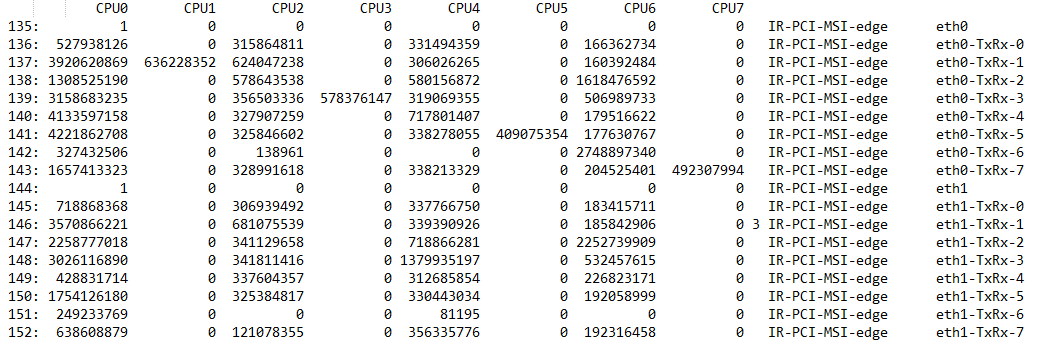 CPU0 CPU1 CPU2 CPU3 CPU4 CPU5 CPU6 CPU7
135: 1 0 0 0 0 0 0 0 IR-PCI-MSI-edge eth0
136: 527938126 0 315864811 0 331494359 0 166362734 0 IR-PCI-MSI-edge eth0-TxRx-0
137: 3920620869 636228352 624047238 0 306026265 0 160392484 0 IR-PCI-MSI-edge eth0-TxRx-1
138: 1308525190 0 578643538 0 580156872 0 1618476592 0 IR-PCI-MSI-edge eth0-TxRx-2
139: 3158683235 0 356503336 578376147 319069355 0 506989733 0 IR-PCI-MSI-edge eth0-TxRx-3
140: 4133597158 0 327907259 0 717801407 0 179516622 0 IR-PCI-MSI-edge eth0-TxRx-4
141: 4221862708 0 325846602 0 338278055 409075354 177630767 0 IR-PCI-MSI-edge eth0-TxRx-5
142: 327432506 0 138961 0 0 0 2748897340 0 IR-PCI-MSI-edge eth0-TxRx-6
143: 1657413323 0 328991618 0 338213329 0 204525401 492307994 IR-PCI-MSI-edge eth0-TxRx-7
144: 1 0 0 0 0 0 0 0 IR-PCI-MSI-edge eth1
145: 718868368 0 306939492 0 337766750 0 183415711 0 IR-PCI-MSI-edge eth1-TxRx-0
146: 3570866221 0 681075539 0 339390926 0 185842906 0 3 IR-PCI-MSI-edge eth1-TxRx-1
147: 2258777018 0 341129658 0 718866281 0 2252739909 0 IR-PCI-MSI-edge eth1-TxRx-2
148: 3026116890 0 341811416 0 1379935197 0 532457615 0 IR-PCI-MSI-edge eth1-TxRx-3
149: 428831714 0 337604357 0 312685854 0 226823171 0 IR-PCI-MSI-edge eth1-TxRx-4
150: 1754126180 0 325384817 0 330443034 0 192058999 0 IR-PCI-MSI-edge eth1-TxRx-5
151: 249233769 0 0 0 81195 0 0 0 IR-PCI-MSI-edge eth1-TxRx-6
152: 638608879 0 121078355 0 356335776 0 192316458 0 IR-PCI-MSI-edge eth1-TxRx-7